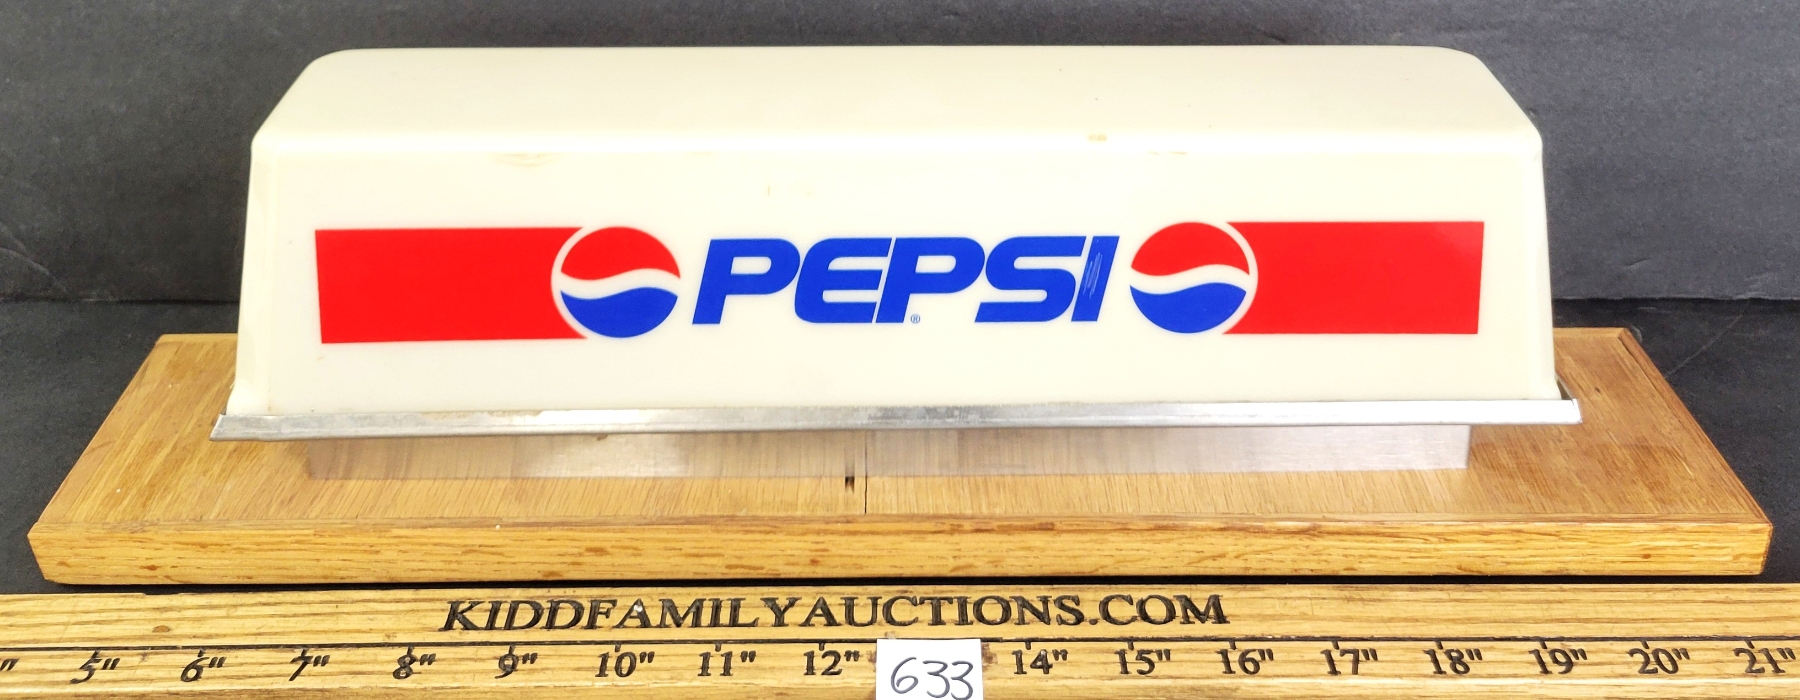 PEPSI®
KIDDFAMILYAUCTIONS.COM
5" 6" 7" 8" 9" 10" 11" 12" 14" 15" 16" 17" 18" 19" 20" 21"
633